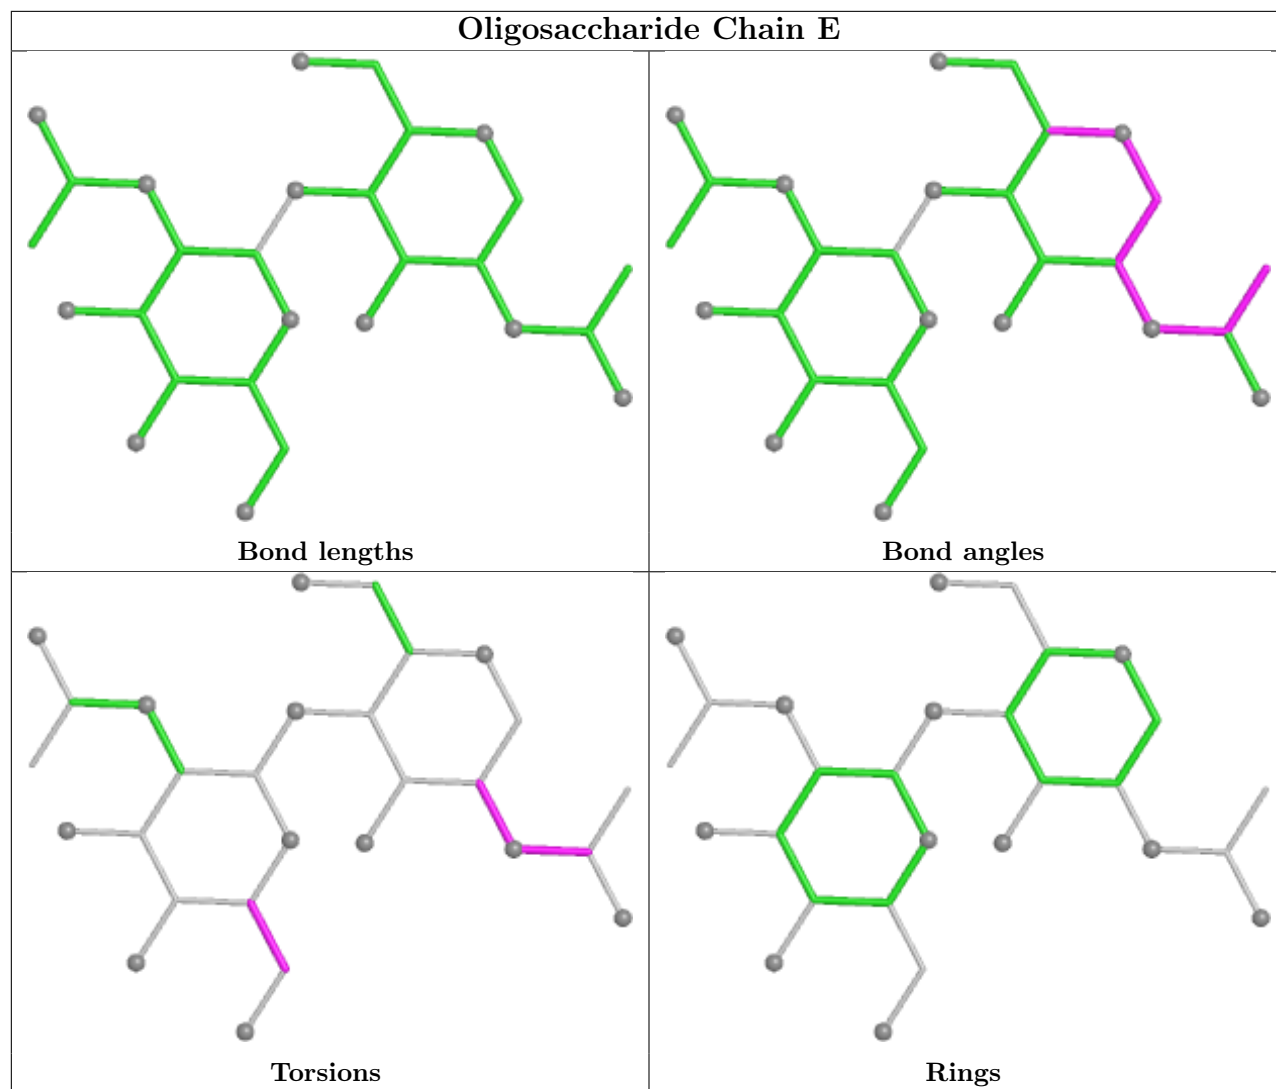 Oligosaccharide Chain E
Bond lengths
Bond angles
Torsions
Rings